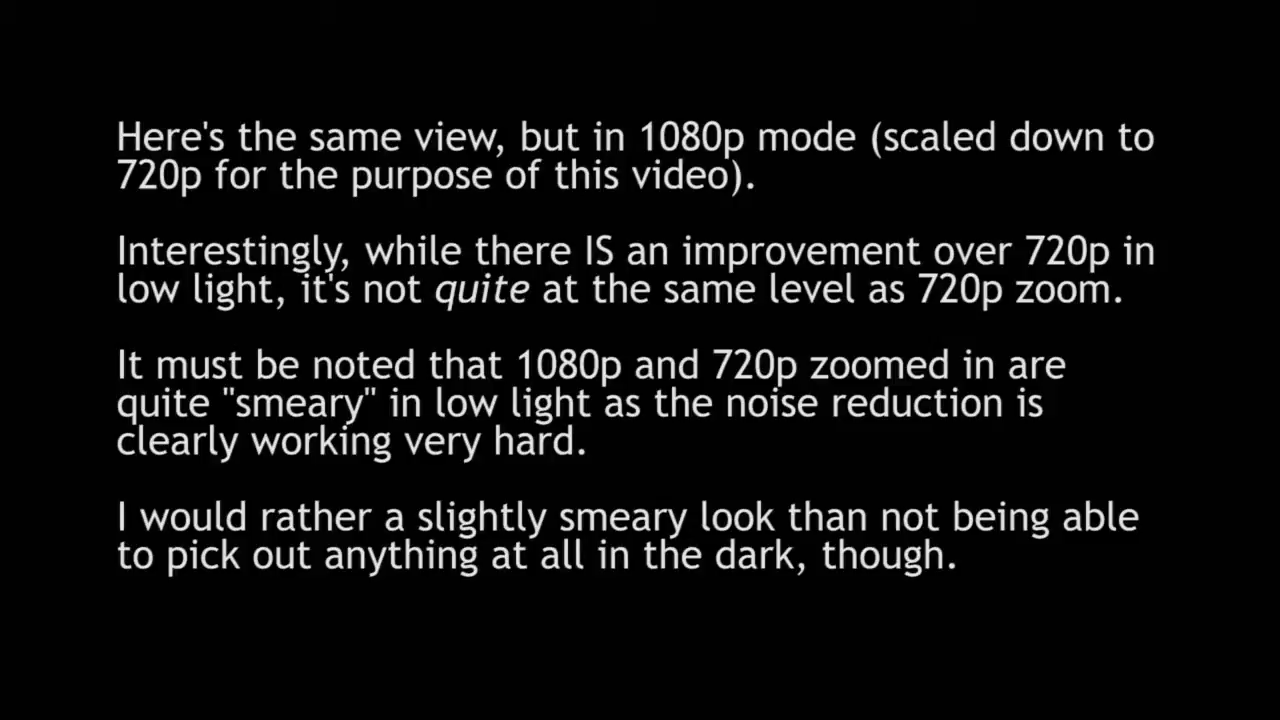 Here's the same view, but in 1080p mode (scaled down to
720p for the purpose of this video).
Interestingly, while there IS an improvement over 720p in
low light, it's not quite at the same level as 720p zoom.
It must be noted that 1080p and 720p zoomed in are
quite "smeary" in low light as the noise reduction is
clearly working very hard.
I would rather a slightly smeary look than not being able
to pick out anything at all in the dark, though.